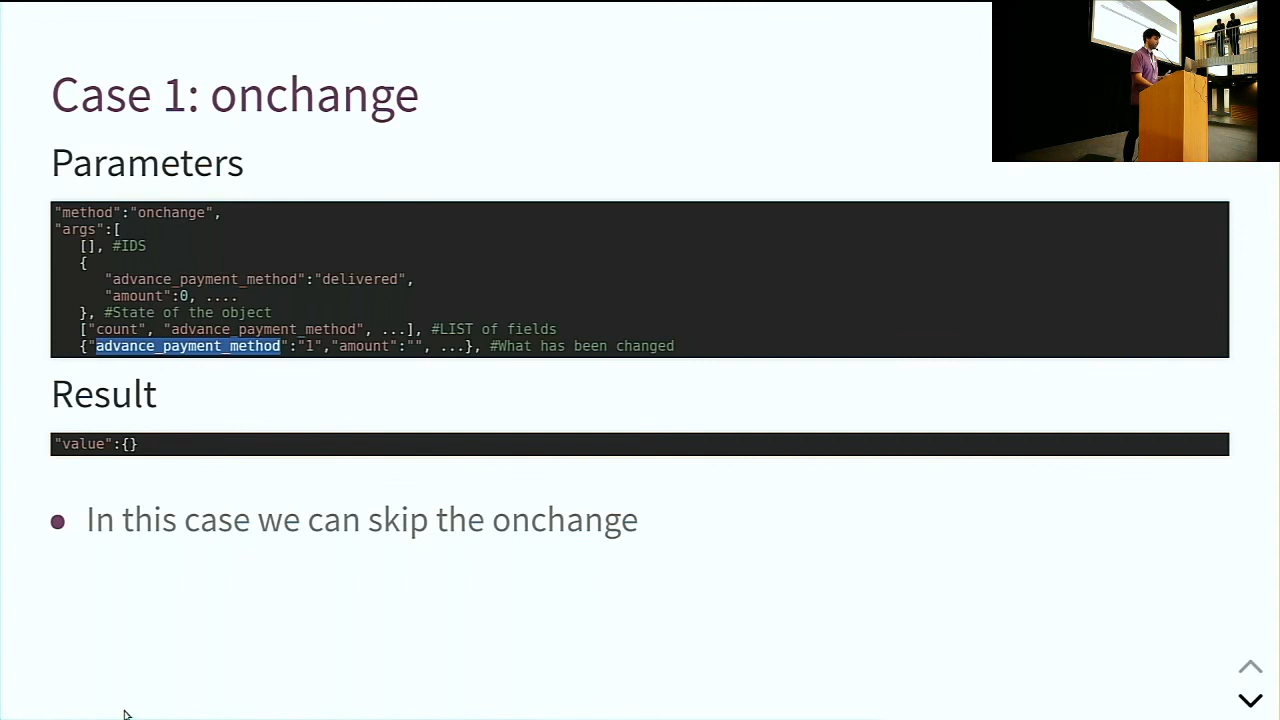 Case 1: onchange
Parameters
"method":"onchange",
"args":[
[], #IDS
{
"advance_payment_method":"delivered",
"amount":0, ....
}, #State of the object
["count", "advance_payment_method", ...], #LIST of fields
{"advance_payment_method":"1","amount":"", ...}, #What has been changed
Result
"value":{}
In this case we can skip the onchange